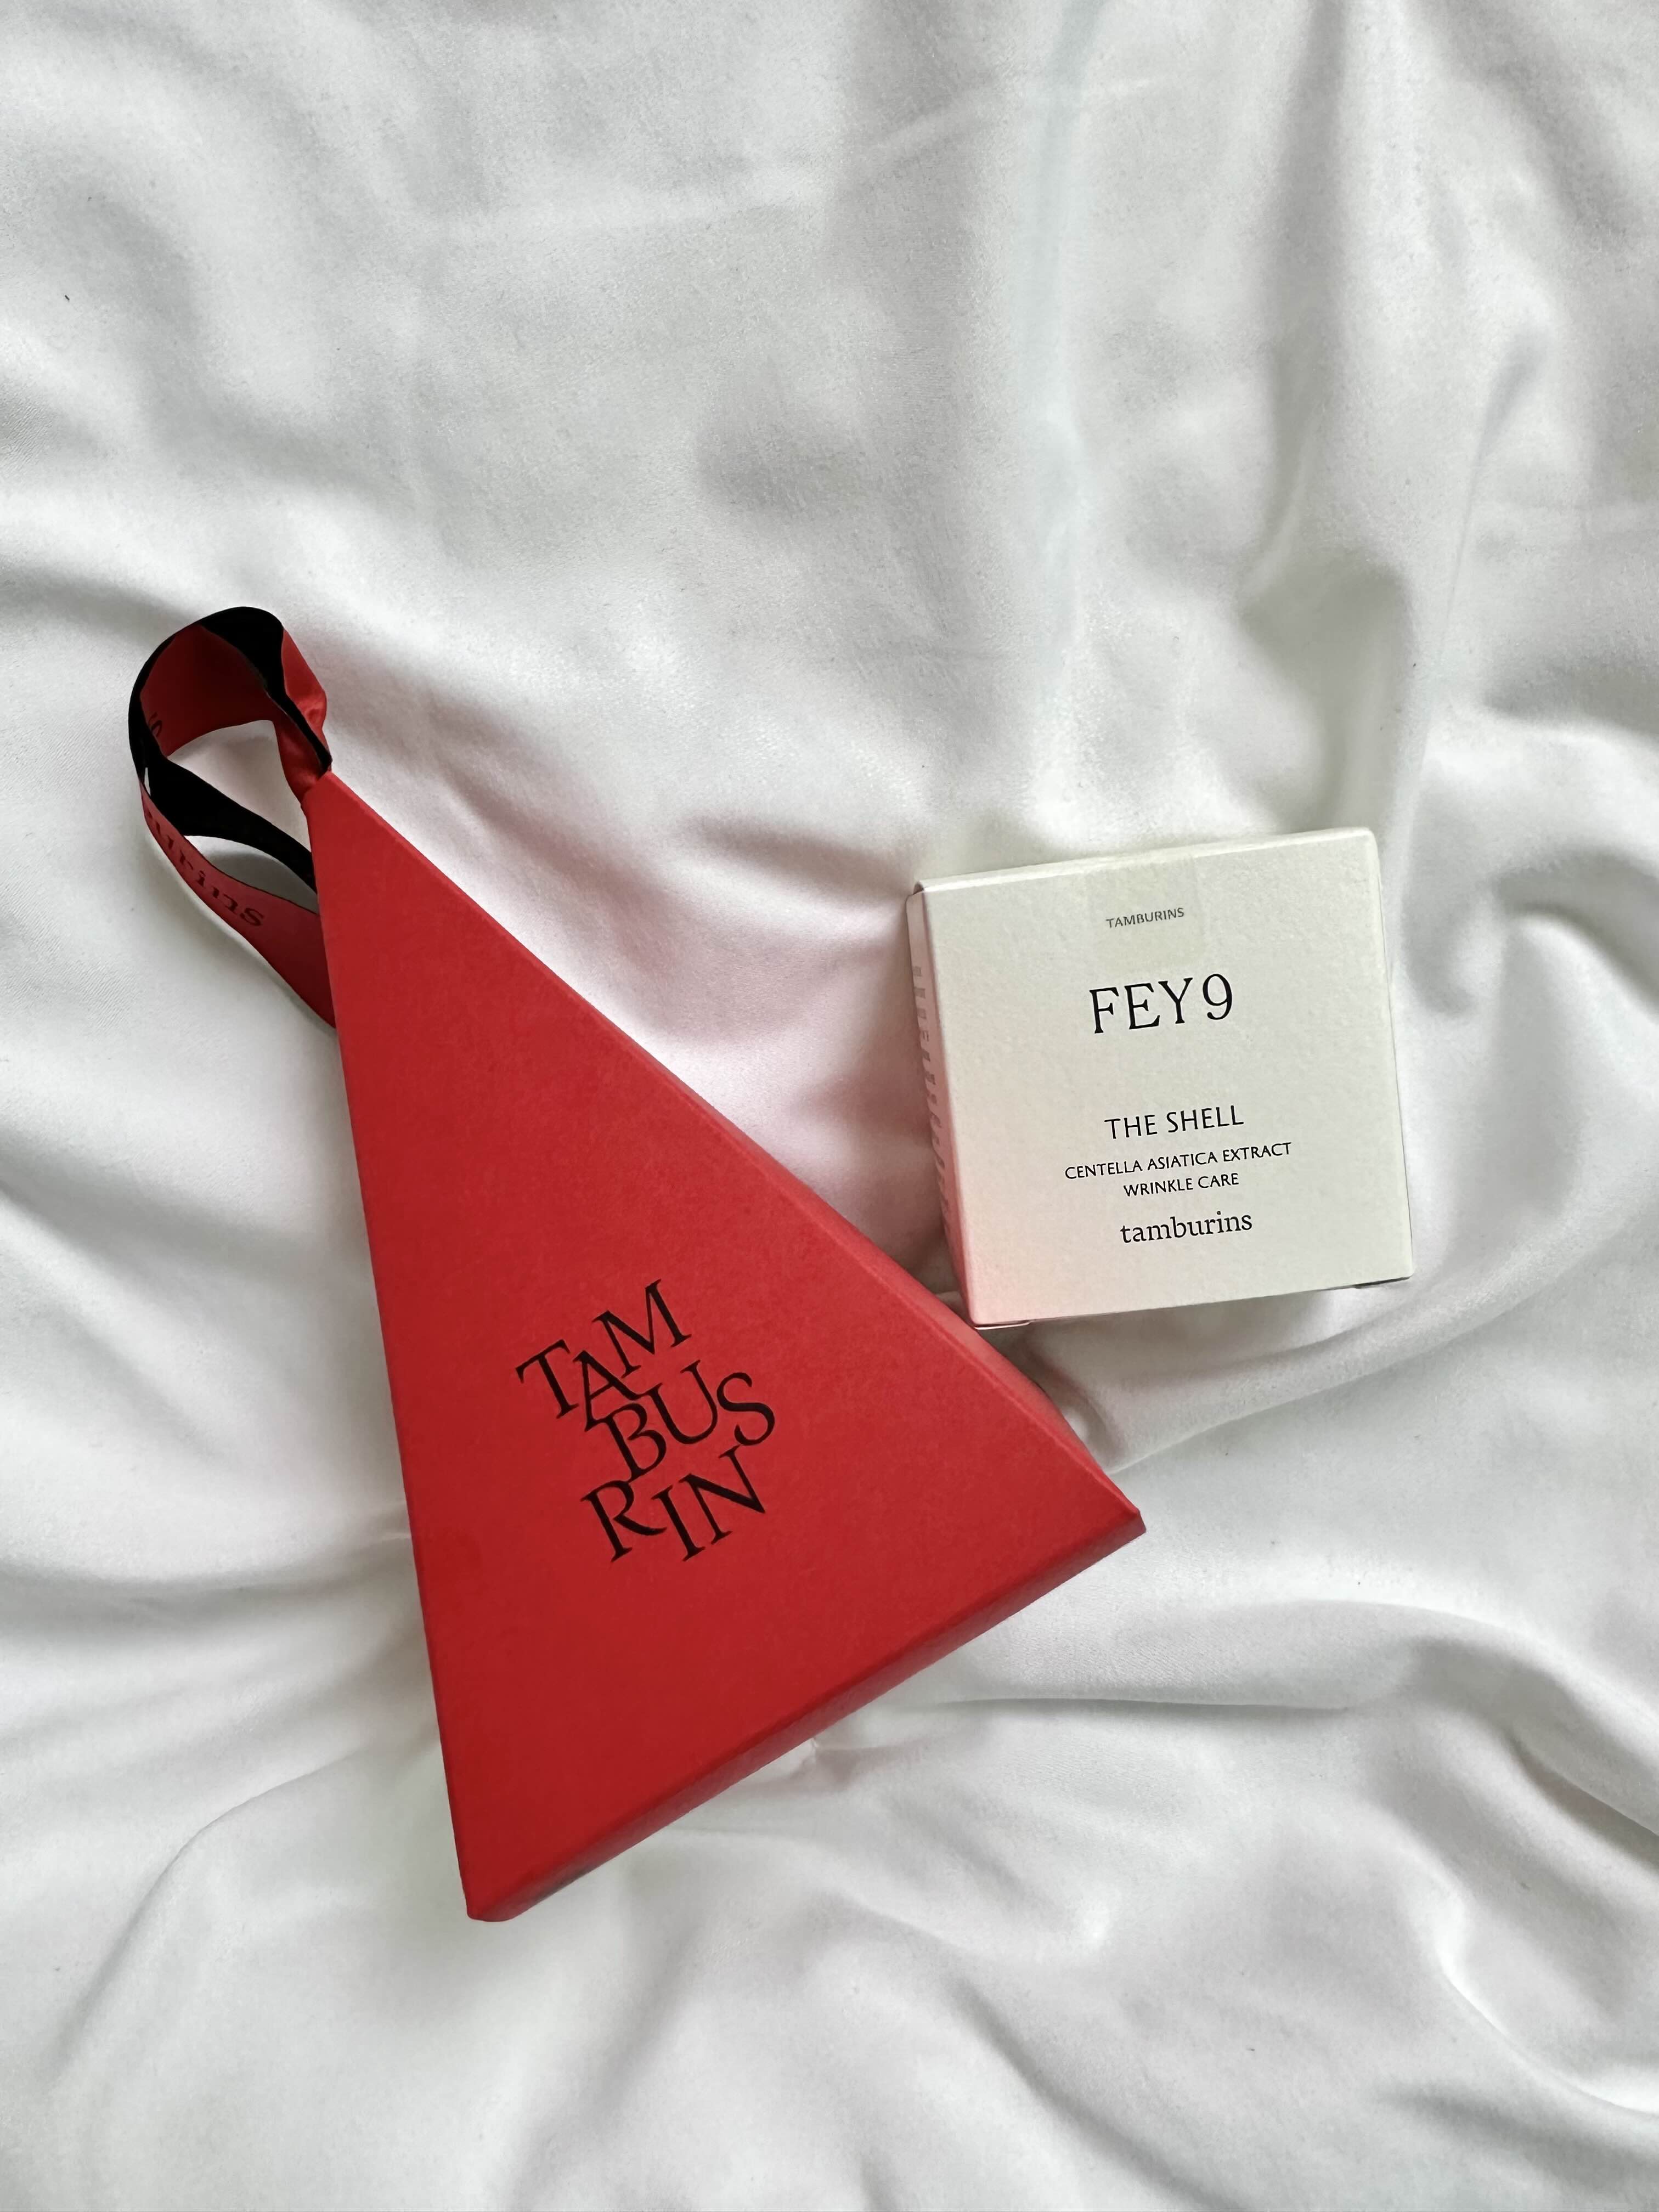 TAM
BUS
RIN
TAMBURINS
FEY9
THE SHELL
CENTELLA ASIATICA EXTRACT
WRINKLE CARE
tamburins